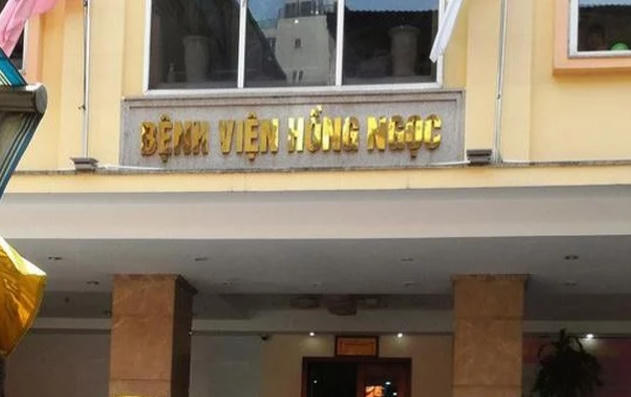 BỆNH VIỆN HỒNG NGỌC